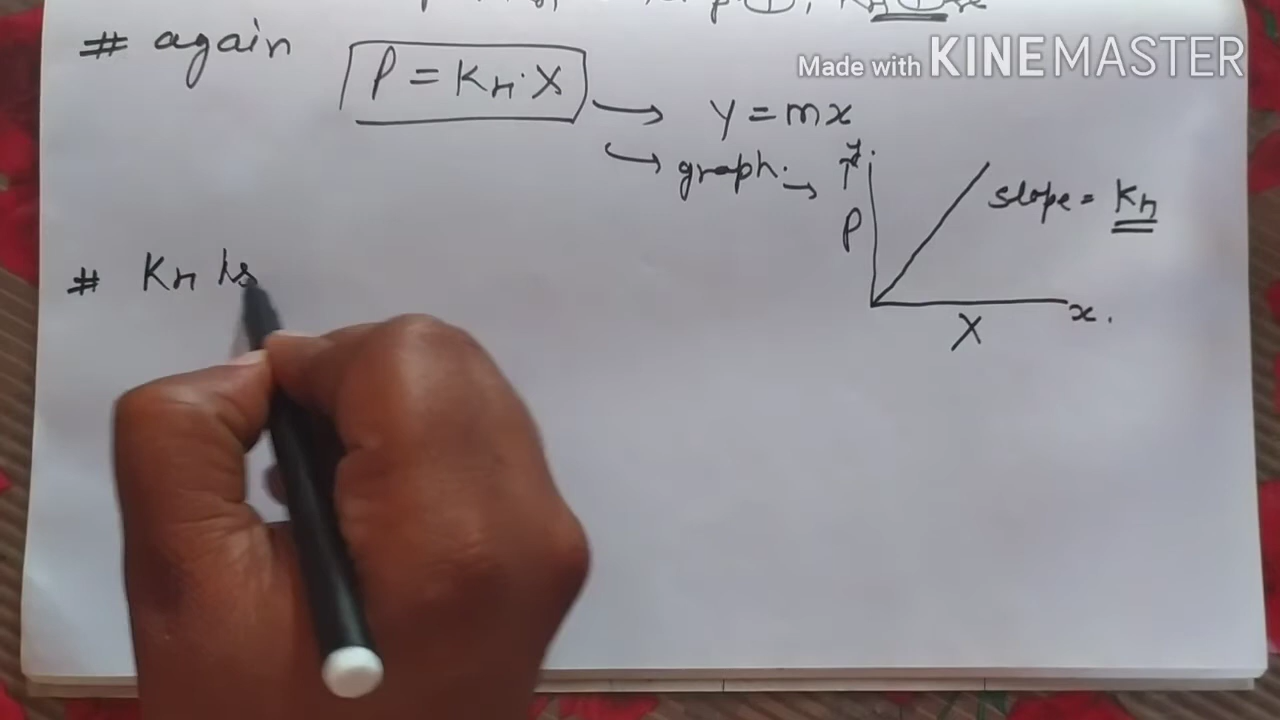 # again
P = KH. X
Made with KINEMASTER
y = mx
graph.
y
P
slope = KH
x.
X
# KH is